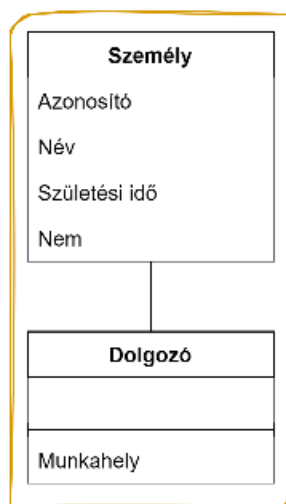 Személy
Azonosító
Név
Születési idő
Nem
Dolgozó
Munkahely